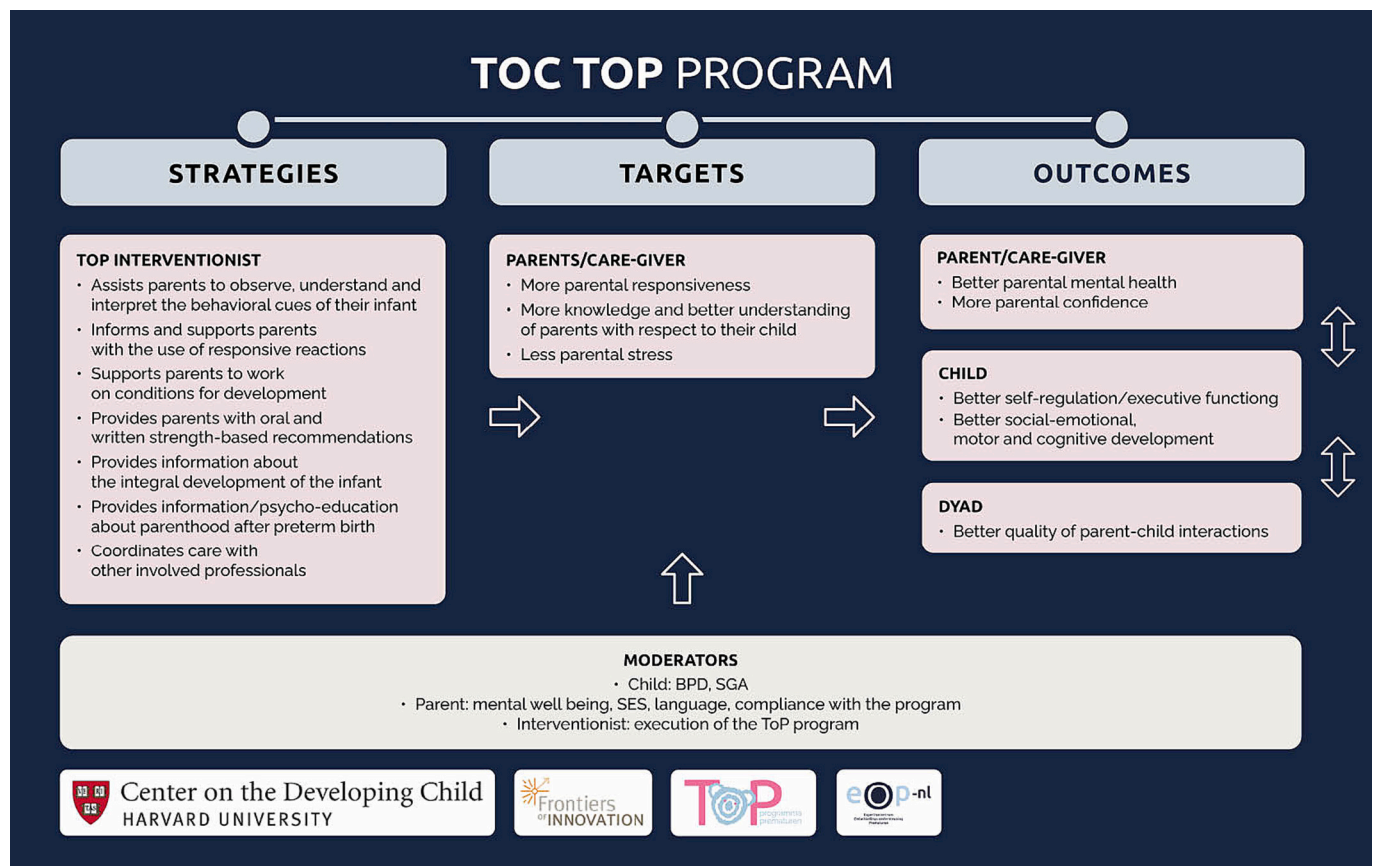 TOC TOP PROGRAM
STRATEGIES
TARGETS
OUTCOMES
TOP INTERVENTIONIST
• Assists parents to observe, understand and
interpret the behavioral cues of their infant
• Informs and supports parents
with the use of responsive reactions
• Supports parents to work
on conditions for development
• Provides parents with oral and
written strength-based recommendations
• Provides information about
the integral development of the infant
• Provides information/psycho-education
about parenthood after preterm birth
• Coordinates care with
other involved professionals
PARENTS/CARE-GIVER
• More parental responsiveness
• More knowledge and better understanding
of parents with respect to their child
• Less parental stress
PARENT/CARE-GIVER
• Better parental mental health
• More parental confidence
CHILD
• Better self-regulation/executive functiong
• Better social-emotional,
motor and cognitive development
DYAD
• Better quality of parent-child interactions
MODERATORS
• Child: BPD, SGA
• Parent: mental well being, SES, language, compliance with the program
• Interventionist: execution of the ToP program
Center on the Developing Child
HARVARD UNIVERSITY
Frontiers
OF INNOVATION
TOP
programma
prematuren
eop-nl